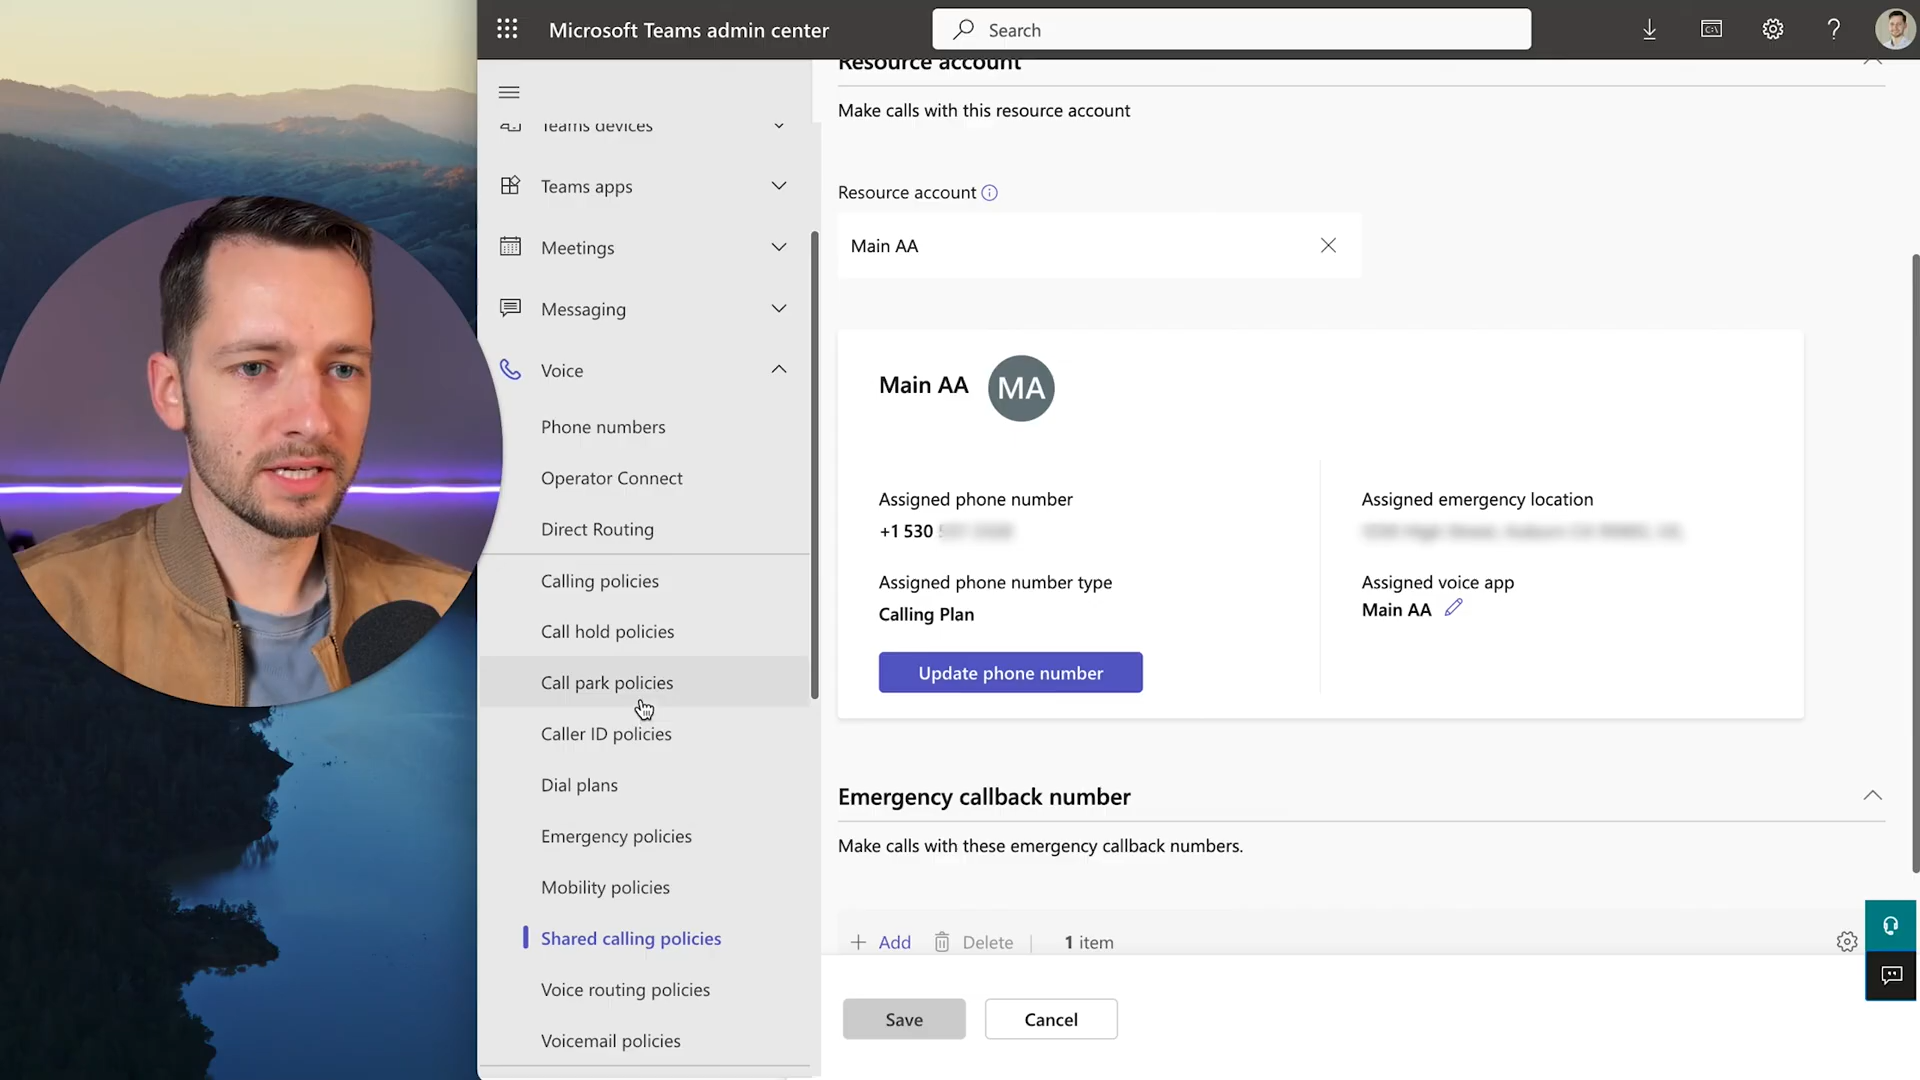 Microsoft Teams admin center
Search
Teams devices
Teams apps
Meetings
Messaging
Voice
Phone numbers
Operator Connect
Direct Routing
Calling policies
Call hold policies
Call park policies
Caller ID policies
Dial plans
Emergency policies
Mobility policies
Shared calling policies
Voice routing policies
Voicemail policies
Resource account
Make calls with this resource account
Resource account
Main AA
Main AA
MA
Assigned phone number
+1 530
Assigned phone number type
Calling Plan
Update phone number
Assigned emergency location
Assigned voice app
Main AA
Emergency callback number
Make calls with these emergency callback numbers.
Add
Delete
1 item
Save
Cancel